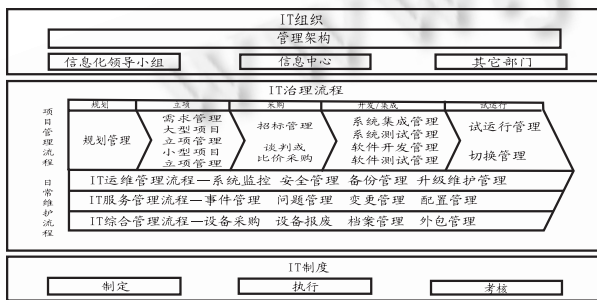 IT组织
管理架构
信息化领导小组 信息中心 其它部门
IT治理流程
项目管理流程
规划 立项 采购 开发/集成 试运行
规划管理
需求管理
大型项目
立项管理
小型项目
立项管理
招标管理
谈判或
比价采购
系统集成管理
系统测试管理
软件开发管理
软件测试管理
试运行管理
切换管理
日常维护流程
IT运维管理流程—系统监控 安全管理 备份管理 升级维护管理
IT服务管理流程—事件管理 问题管理 变更管理 配置管理
IT综合管理流程—设备采购 设备报废 档案管理 外包管理
IT制度
制定 执行 考核